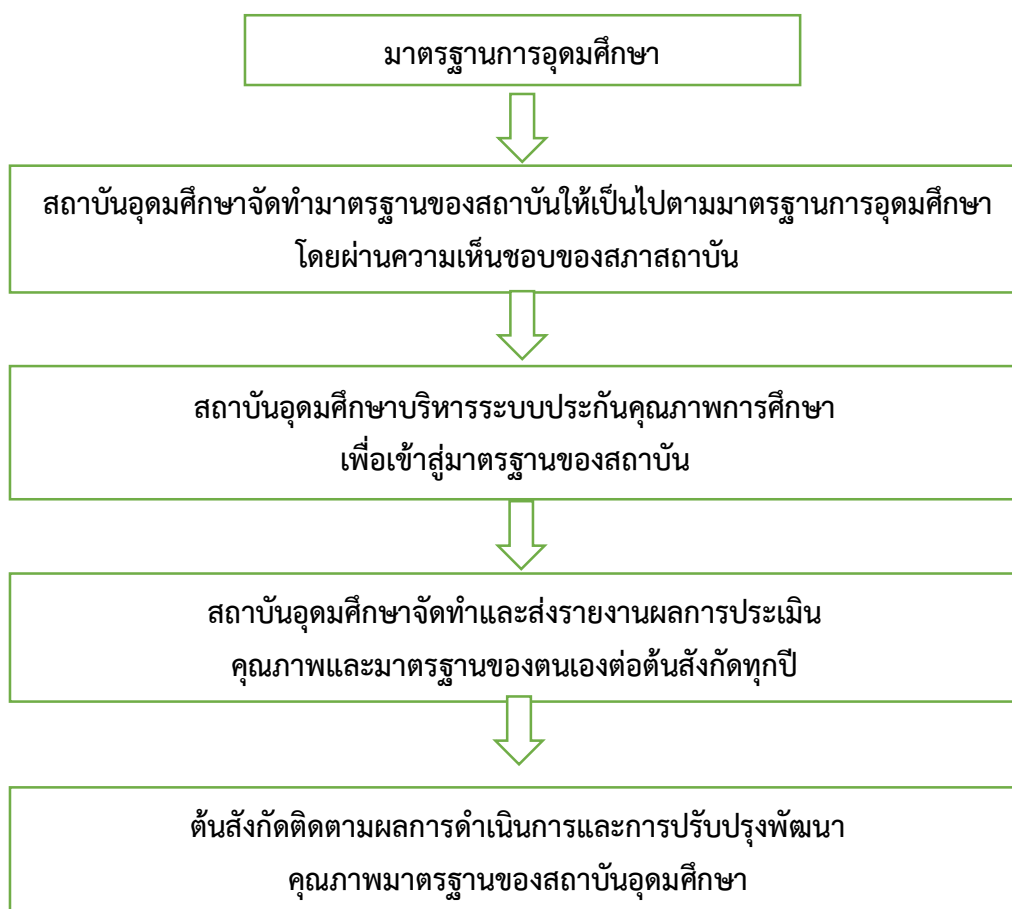 มาตรฐานการอุดมศึกษา
สถาบันอุดมศึกษาจัดทำมาตรฐานของสถาบันให้เป็นไปตามมาตรฐานการอุดมศึกษา
โดยผ่านความเห็นชอบของสภาสถาบัน
สถาบันอุดมศึกษาบริหารระบบประกันคุณภาพการศึกษา
เพื่อเข้าสู่มาตรฐานของสถาบัน
สถาบันอุดมศึกษาจัดทำและส่งรายงานผลการประเมิน
คุณภาพและมาตรฐานของตนเองต่อต้นสังกัดทุกปี
ต้นสังกัดติดตามผลการดำเนินการและการปรับปรุงพัฒนา
คุณภาพมาตรฐานของสถาบันอุดมศึกษา